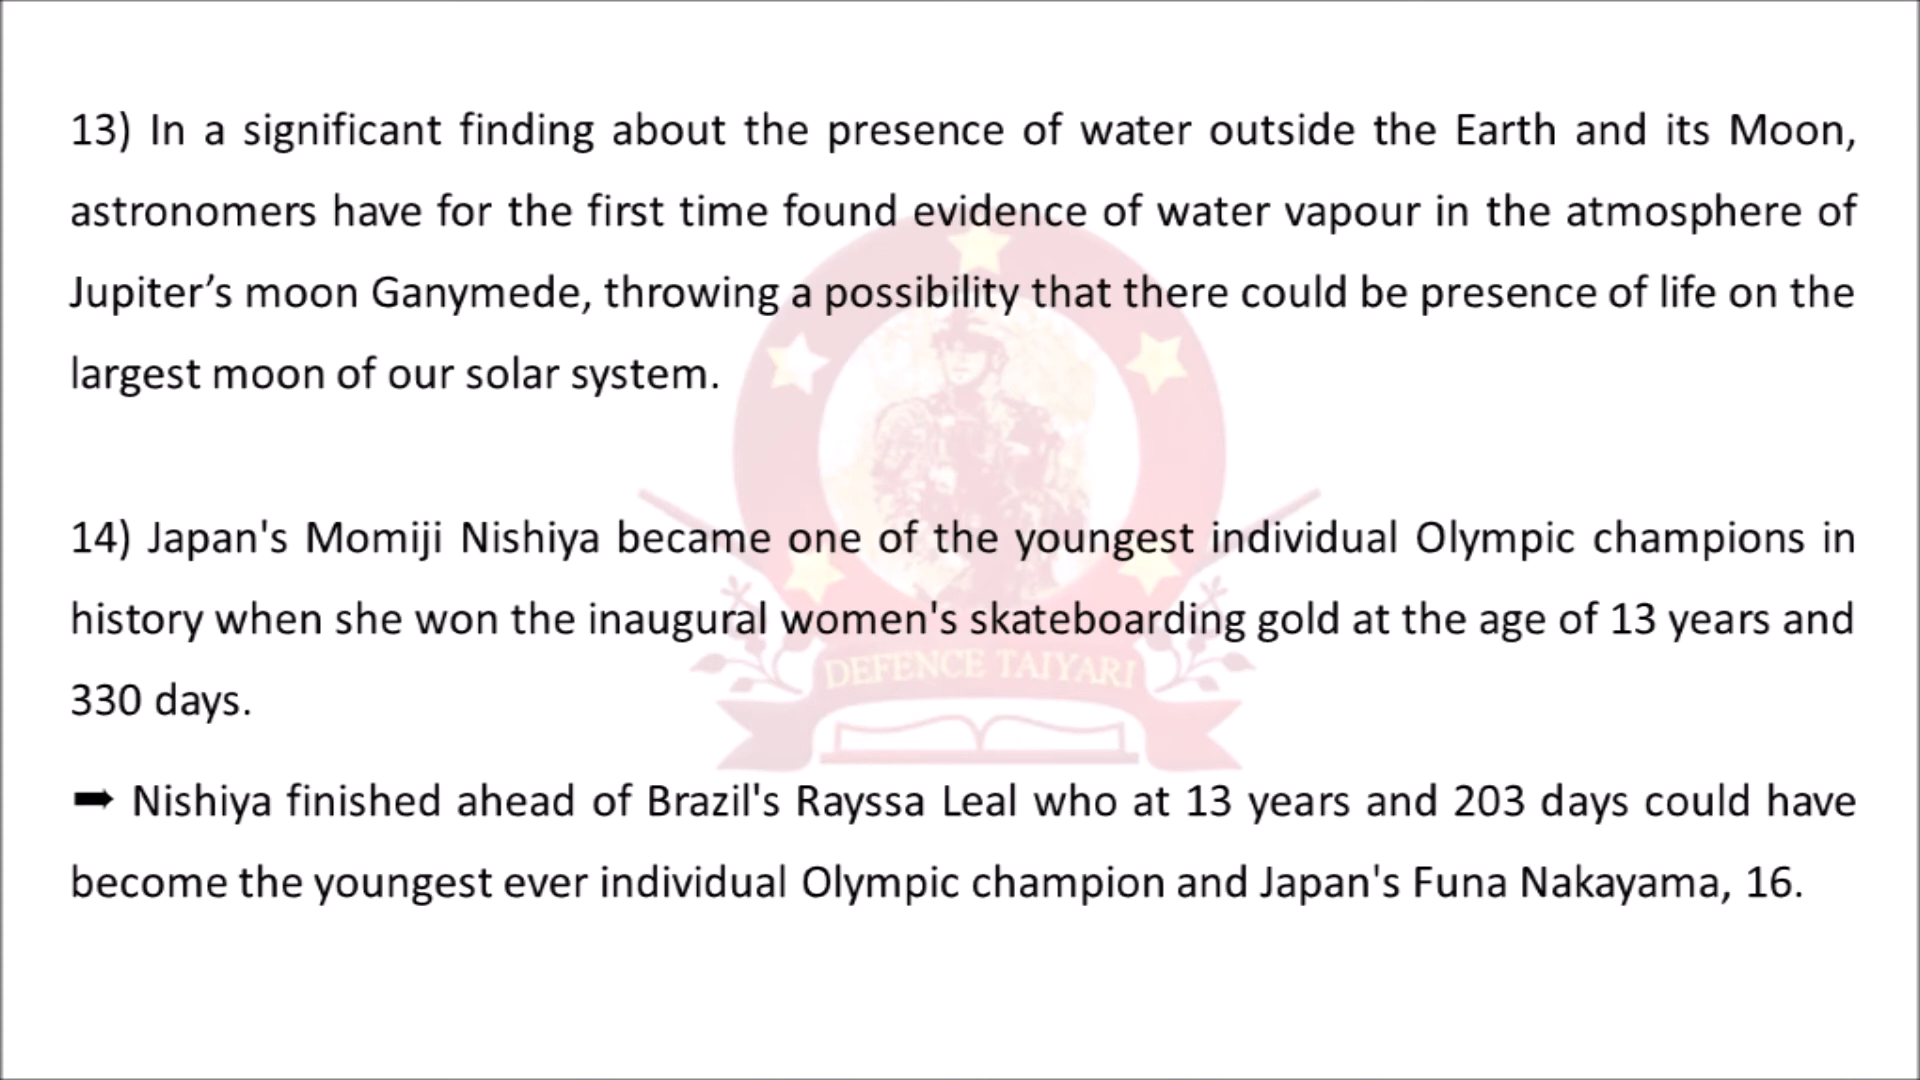 13) In a significant finding about the presence of water outside the Earth and its Moon,
astronomers have for the first time found evidence of water vapour in the atmosphere of
Jupiter’s moon Ganymede, throwing a possibility that there could be presence of life on the
largest moon of our solar system.
14) Japan's Momiji Nishiya became one of the youngest individual Olympic champions in
history when she won the inaugural women's skateboarding gold at the age of 13 years and
DEFENCE TAIYARI
330 days.
➡ Nishiya finished ahead of Brazil's Rayssa Leal who at 13 years and 203 days could have
become the youngest ever individual Olympic champion and Japan's Funa Nakayama, 16.